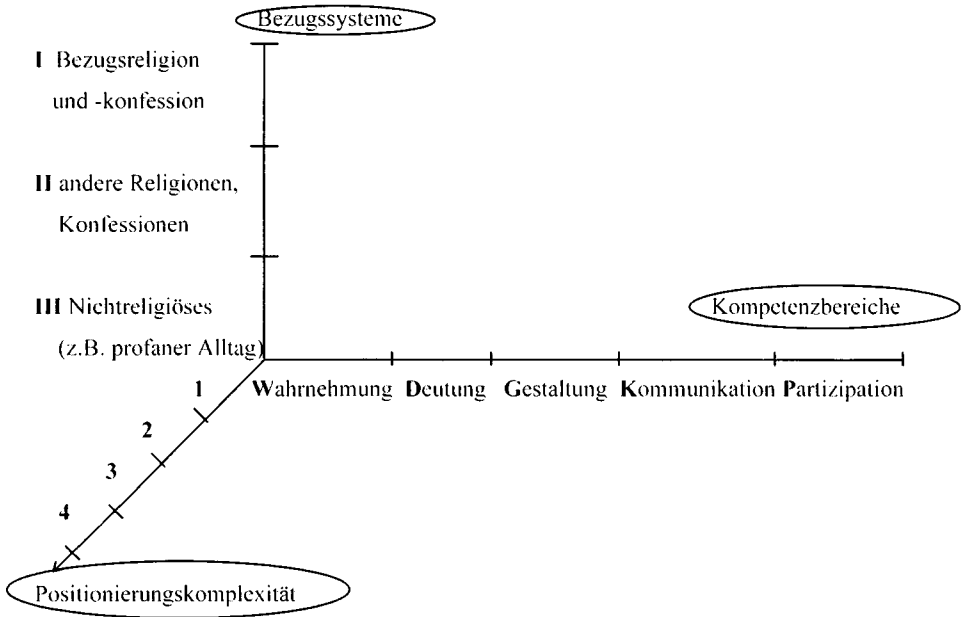 Bezugssysteme
I Bezugsreligion
und -konfession
II andere Religionen,
Konfessionen
III Nichtreligiöses
(z.B. profaner Alltag)
Kompetenzbereiche
Wahrnehmung Deutung Gestaltung Kommunikation Partizipation
1
2
3
4
Positionierungskomplexität